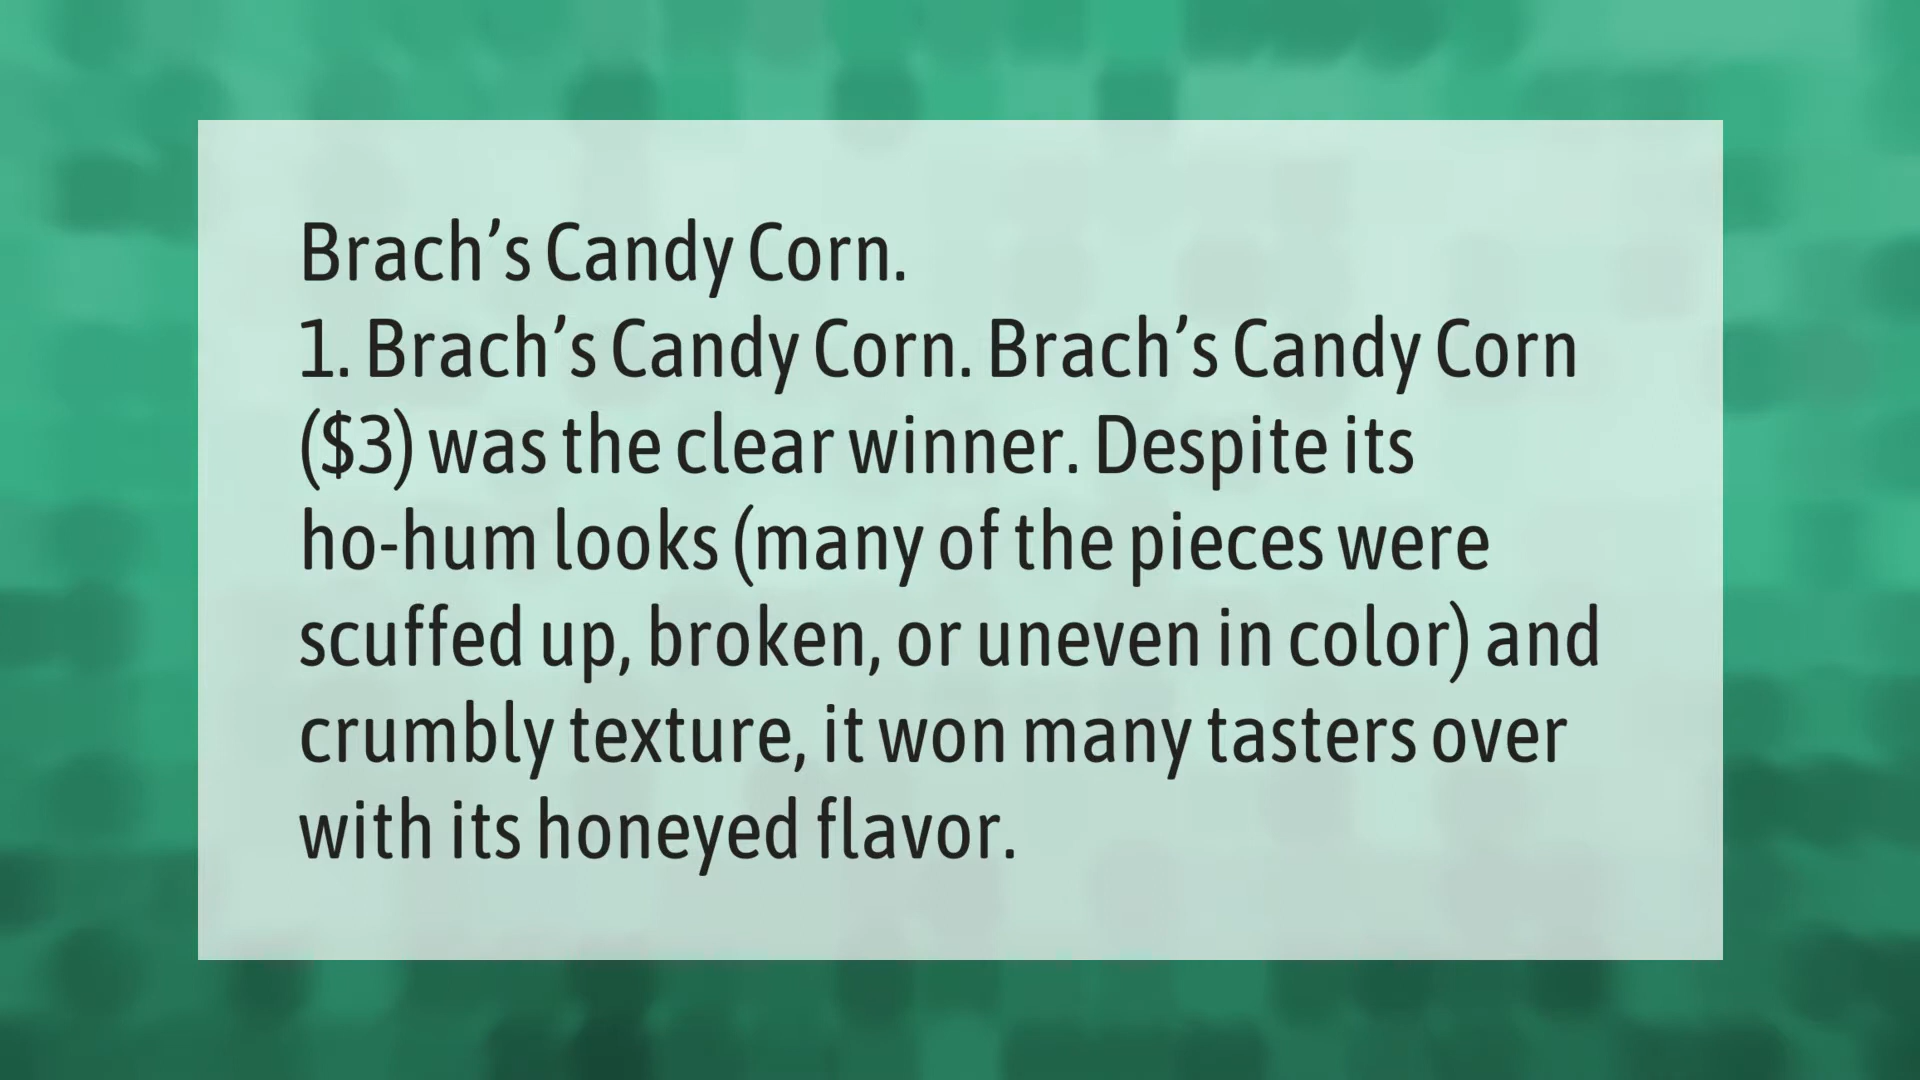 Brach’s Candy Corn.
1. Brach’s Candy Corn. Brach’s Candy Corn
($3) was the clear winner. Despite its
ho-hum looks (many of the pieces were
scuffed up, broken, or uneven in color) and
crumbly texture, it won many tasters over
with its honeyed flavor.